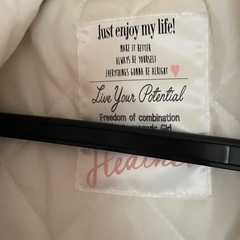 Just enjoy my life!
MAKE IT BETTER
ALWAYS BE YOURSELF
EVERYTHINGS GONNA BE ALRIGHT
Live Your Potential
Freedom of combination
Girl